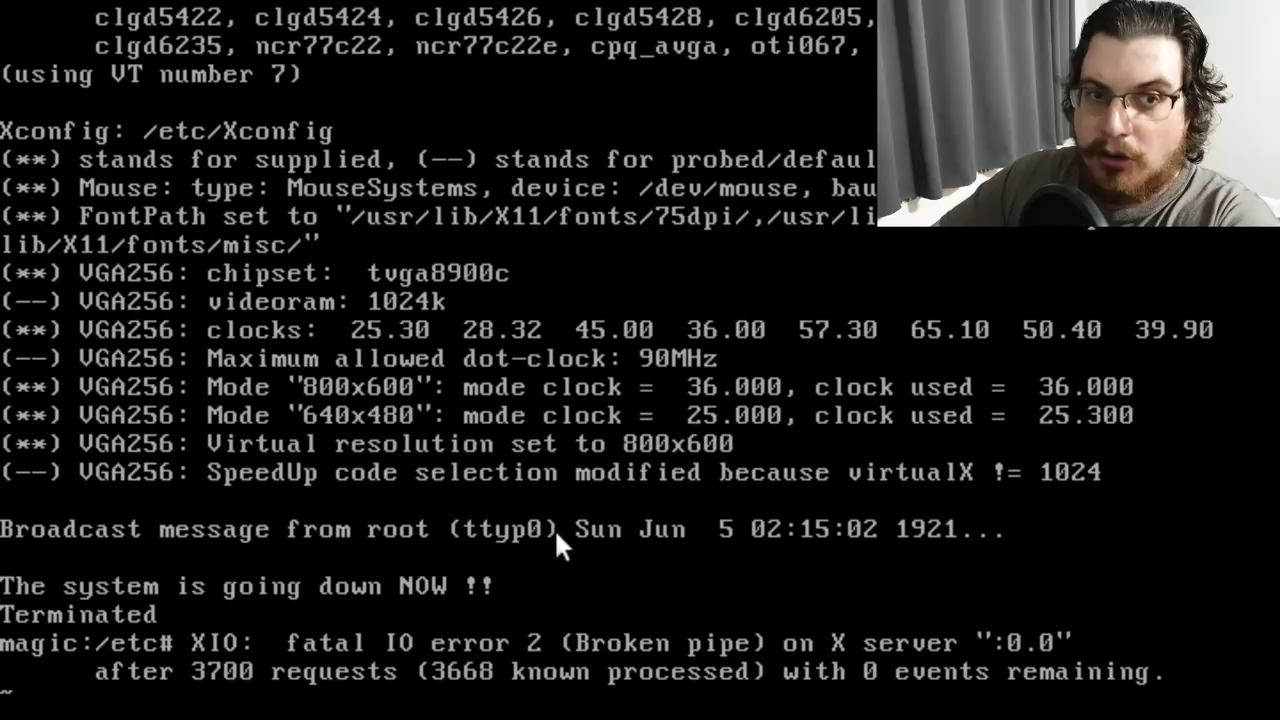 clgd5422, clgd5424, clgd5426, clgd5428, clgd6205,
clgd6235, ncr77c22, ncr77c22e, cpq_avga, oti067,
(using VT number 7)
Xconfig: /etc/Xconfig
(**) stands for supplied, (--) stands for probed/defaul
(**) Mouse: type: MouseSystems, device: /dev/mouse, bau
(**) FontPath set to "/usr/lib/X11/fonts/75dpi/,/usr/li
lib/X11/fonts/misc/"
(**) VGA256: chipset:  tvga8900c
(--) VGA256: videoram: 1024k
(**) VGA256: clocks:  25.30  28.32  45.00  36.00  57.30  65.10  50.40  39.90
(--) VGA256: Maximum allowed dot-clock: 90MHz
(**) VGA256: Mode "800x600": mode clock =  36.000, clock used =  36.000
(**) VGA256: Mode "640x480": mode clock =  25.000, clock used =  25.300
(**) VGA256: Virtual resolution set to 800x600
(--) VGA256: SpeedUp code selection modified because virtualX != 1024
Broadcast message from root (ttyp0) Sun Jun  5 02:15:02 1921...
The system is going down NOW !!
Terminated
magic:/etc# XIO:  fatal IO error 2 (Broken pipe) on X server ":0.0"
after 3700 requests (3668 known processed) with 0 events remaining.
~